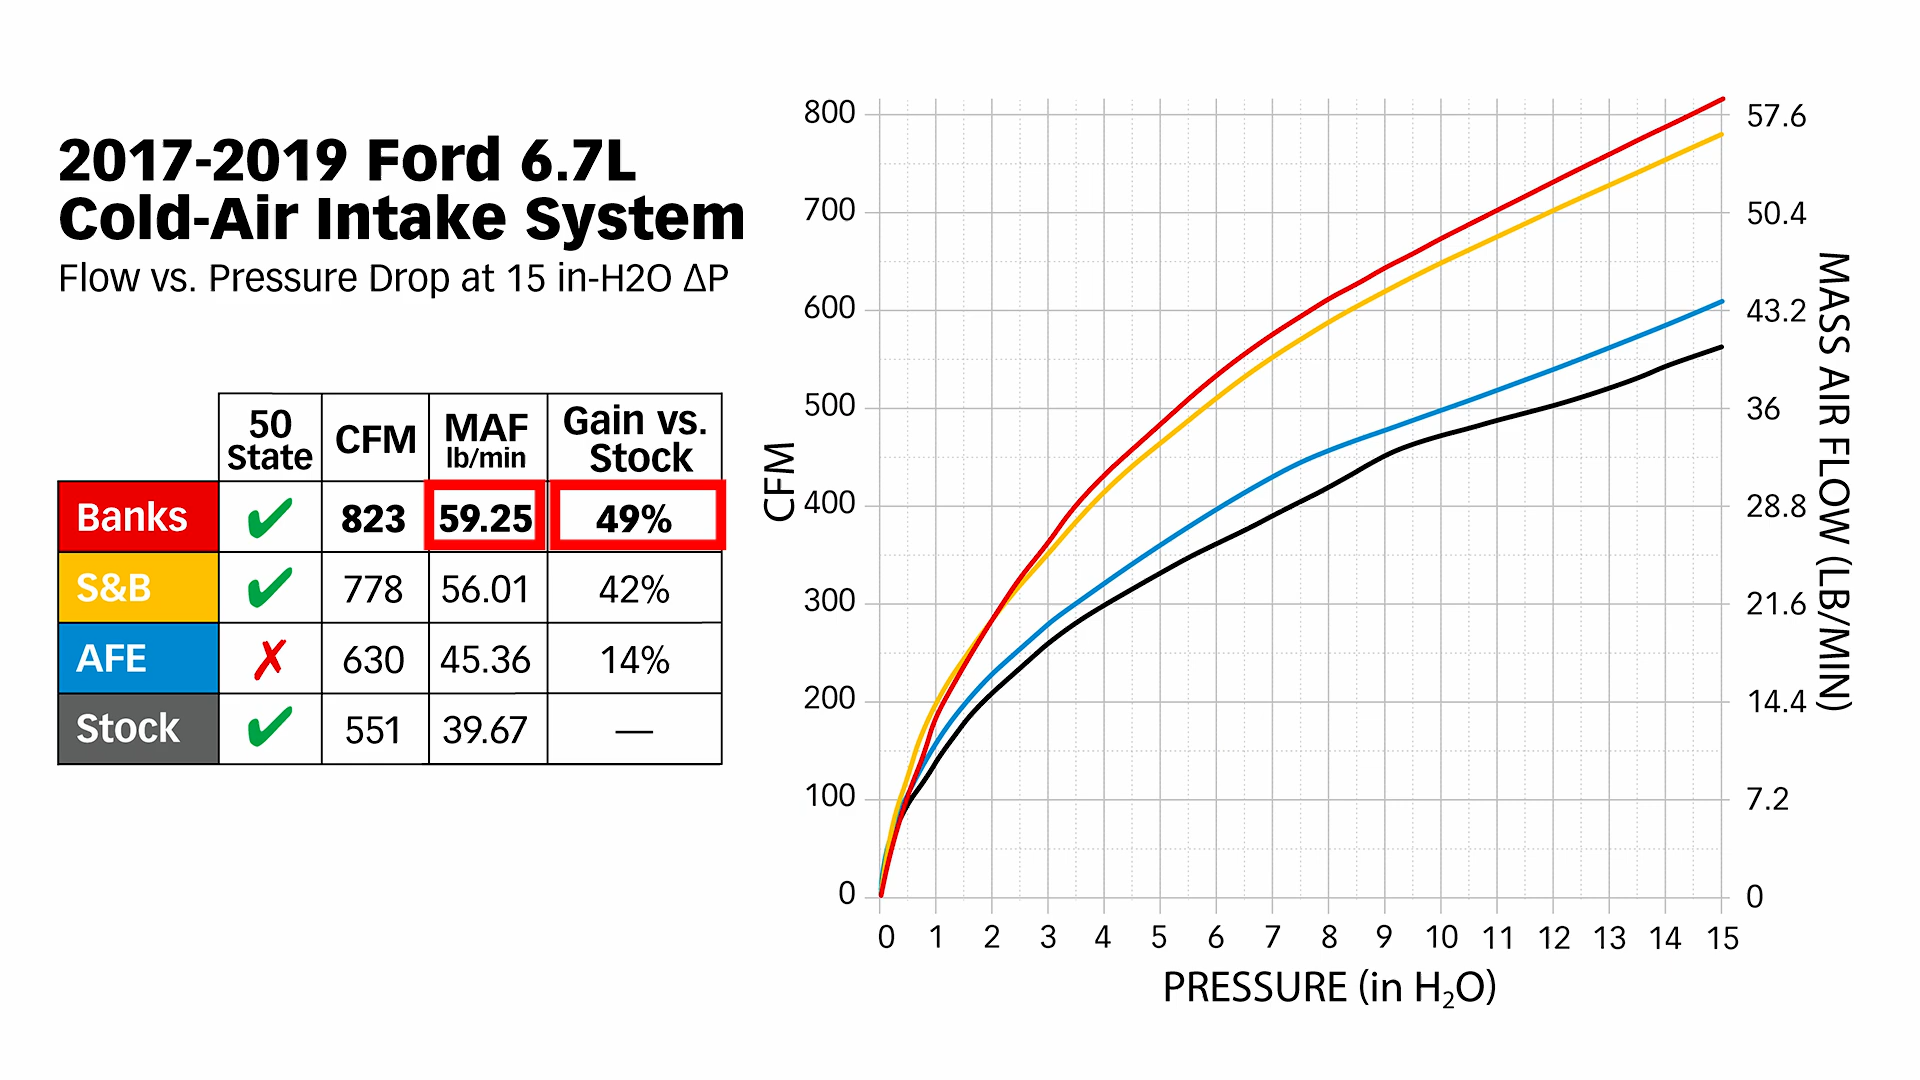 2017-2019 Ford 6.7L
Cold-Air Intake System
Flow vs. Pressure Drop at 15 in-H2O ΔP
50 State CFM MAF lb/min Gain vs. Stock
Banks ✔ 823 59.25 49%
S&B ✔ 778 56.01 42%
AFE ✗ 630 45.36 14%
Stock ✔ 551 39.67 —
CFM
800
700
600
500
400
300
200
100
0
0 1 2 3 4 5 6 7 8 9 10 11 12 13 14 15
PRESSURE (in H₂O)
57.6
50.4
43.2
36
28.8
21.6
14.4
7.2
0
MASS AIR FLOW (LB/MIN)